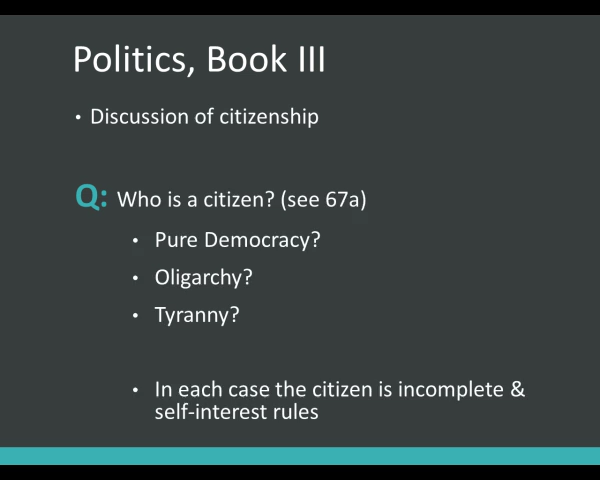 Politics, Book III
• Discussion of citizenship
Q: Who is a citizen? (see 67a)
• Pure Democracy?
• Oligarchy?
• Tyranny?
• In each case the citizen is incomplete &
self-interest rules